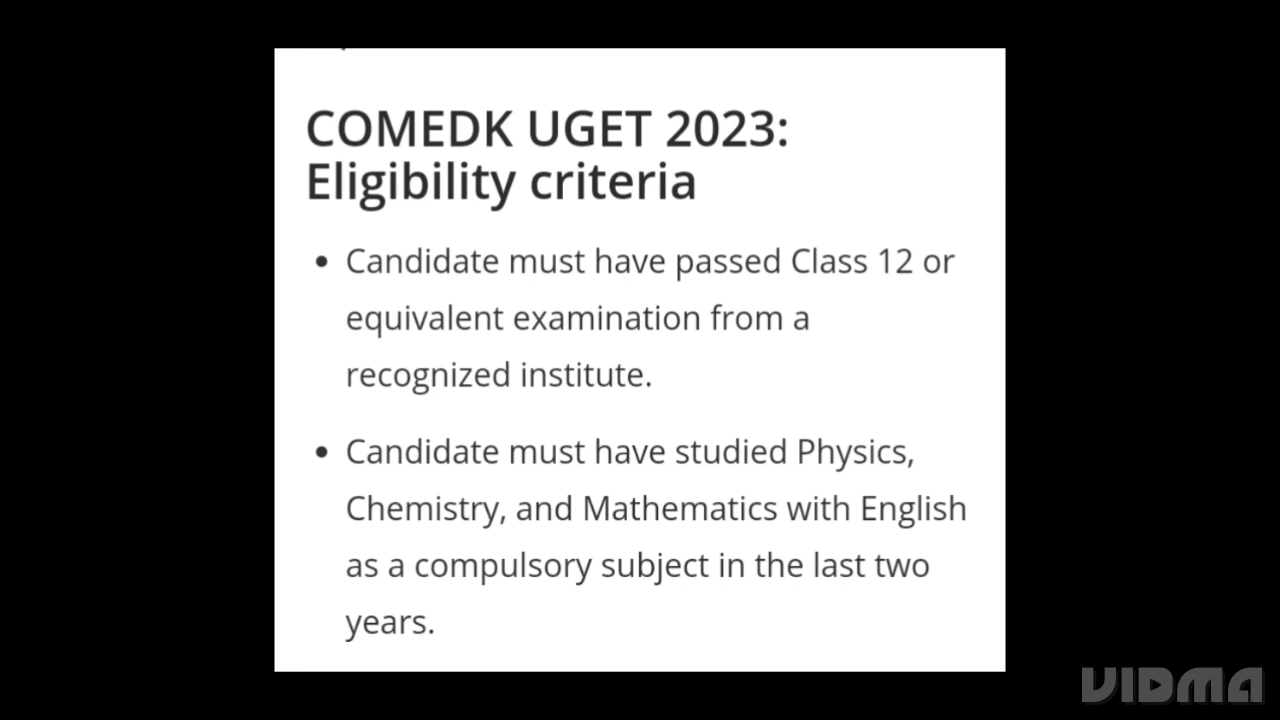 COMEDK UGET 2023:
Eligibility criteria
• Candidate must have passed Class 12 or
equivalent examination from a
recognized institute.
• Candidate must have studied Physics,
Chemistry, and Mathematics with English
as a compulsory subject in the last two
years.
VIDMA